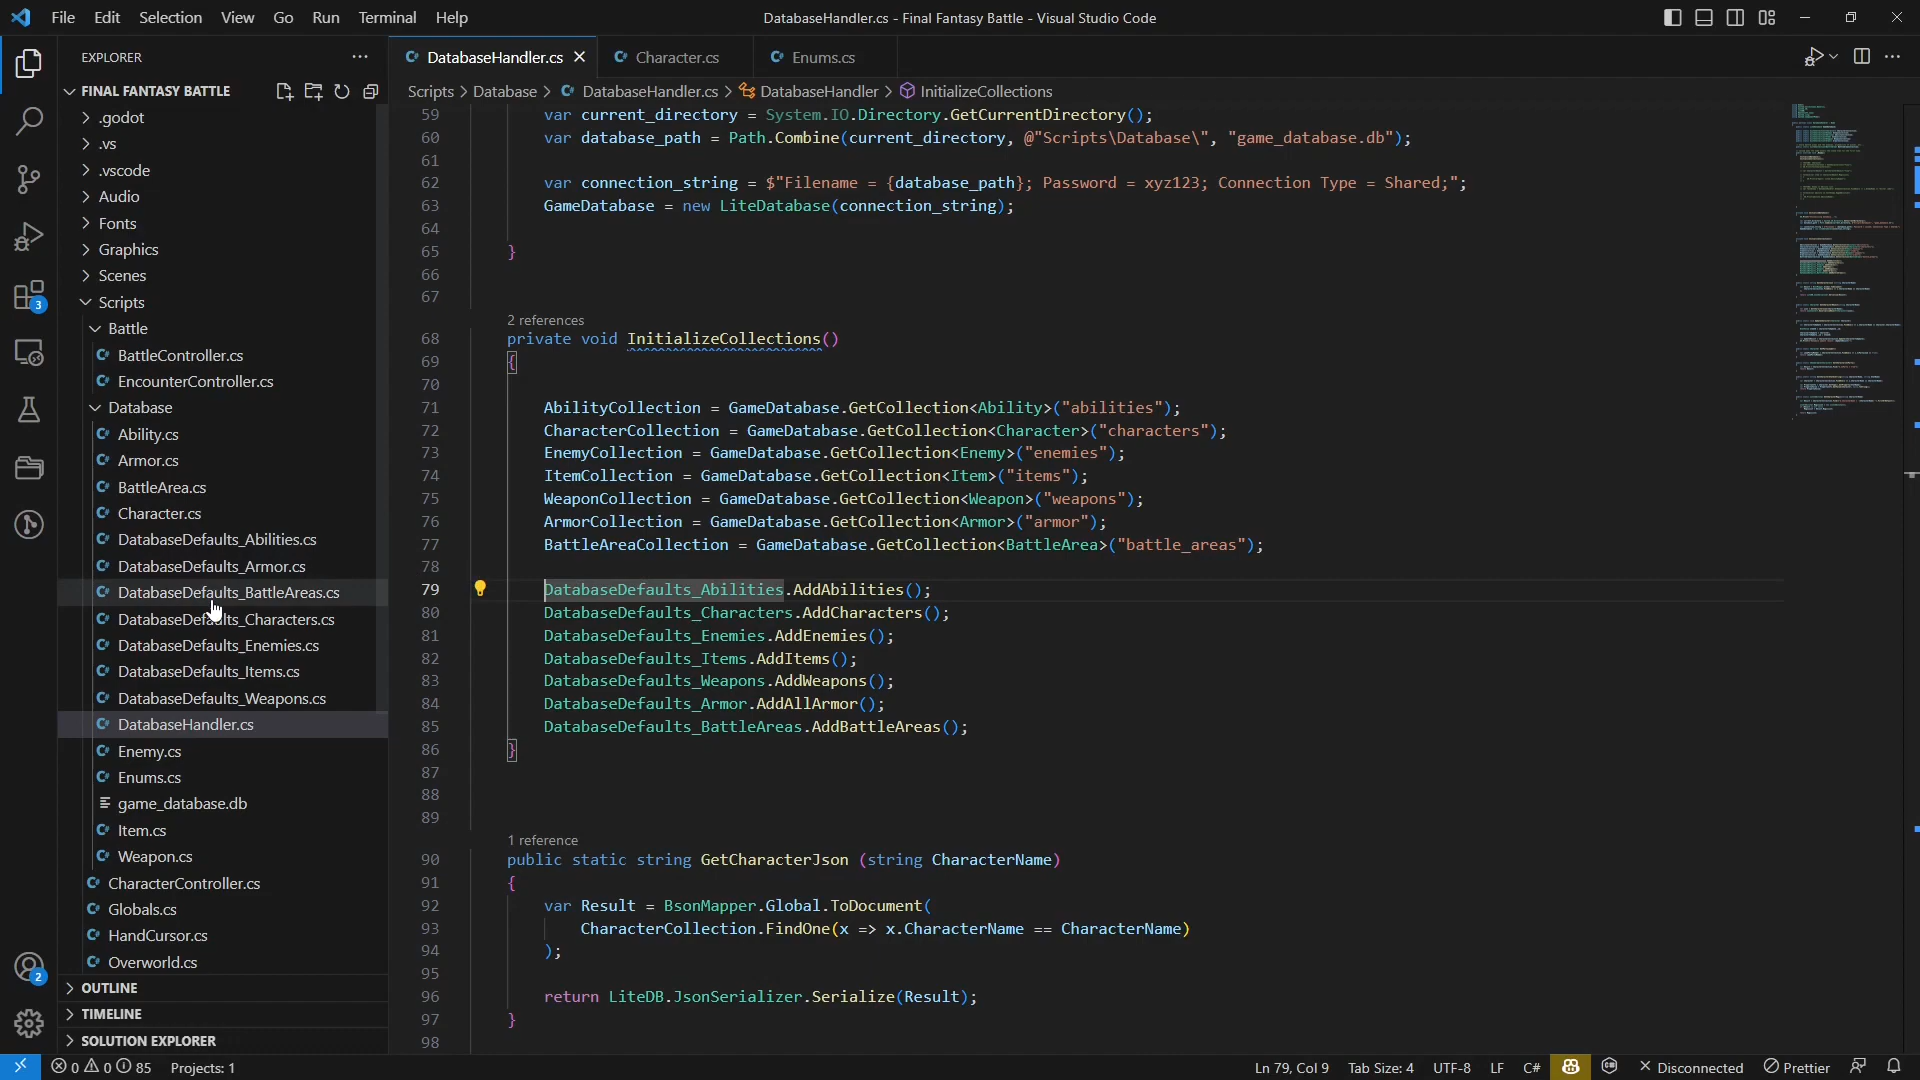 File Edit Selection View Go Run Terminal Help
DatabaseHandler.cs - Final Fantasy Battle - Visual Studio Code
EXPLORER
DatabaseHandler.cs Character.cs Enums.cs
FINAL FANTASY BATTLE
Scripts > Database > DatabaseHandler.cs > DatabaseHandler > InitializeCollections
.godot
.vs
.vscode
Audio
Fonts
Graphics
Scenes
Scripts
Battle
BattleController.cs
EncounterController.cs
Database
Ability.cs
Armor.cs
BattleArea.cs
Character.cs
DatabaseDefaults_Abilities.cs
DatabaseDefaults_Armor.cs
DatabaseDefaults_BattleAreas.cs
DatabaseDefaults_Characters.cs
DatabaseDefaults_Enemies.cs
DatabaseDefaults_Items.cs
DatabaseDefaults_Weapons.cs
DatabaseHandler.cs
Enemy.cs
Enums.cs
game_database.db
Item.cs
Weapon.cs
CharacterController.cs
Globals.cs
HandCursor.cs
Overworld.cs
OUTLINE
TIMELINE
SOLUTION EXPLORER
3
2
59 var current_directory = System.IO.Directory.GetCurrentDirectory();
60 var database_path = Path.Combine(current_directory, @"Scripts\Database\", "game_database.db");
61
62 var connection_string = $"Filename = {database_path}; Password = xyz123; Connection Type = Shared;";
63 GameDatabase = new LiteDatabase(connection_string);
64
65 }
66
67
2 references
68 private void InitializeCollections()
69 {
70
71 AbilityCollection = GameDatabase.GetCollection<Ability>("abilities");
72 CharacterCollection = GameDatabase.GetCollection<Character>("characters");
73 EnemyCollection = GameDatabase.GetCollection<Enemy>("enemies");
74 ItemCollection = GameDatabase.GetCollection<Item>("items");
75 WeaponCollection = GameDatabase.GetCollection<Weapon>("weapons");
76 ArmorCollection = GameDatabase.GetCollection<Armor>("armor");
77 BattleAreaCollection = GameDatabase.GetCollection<BattleArea>("battle_areas");
78
79 DatabaseDefaults_Abilities.AddAbilities();
80 DatabaseDefaults_Characters.AddCharacters();
81 DatabaseDefaults_Enemies.AddEnemies();
82 DatabaseDefaults_Items.AddItems();
83 DatabaseDefaults_Weapons.AddWeapons();
84 DatabaseDefaults_Armor.AddAllArmor();
85 DatabaseDefaults_BattleAreas.AddBattleAreas();
86 }
87
88
89
1 reference
90 public static string GetCharacterJson (string CharacterName)
91 {
92 var Result = BsonMapper.Global.ToDocument(
93 CharacterCollection.FindOne(x => x.CharacterName == CharacterName)
94 );
95
96 return LiteDB.JsonSerializer.Serialize(Result);
97 }
98
0 0 85 Projects: 1
Ln 79, Col 9 Tab Size: 4 UTF-8 LF C# Disconnected Prettier